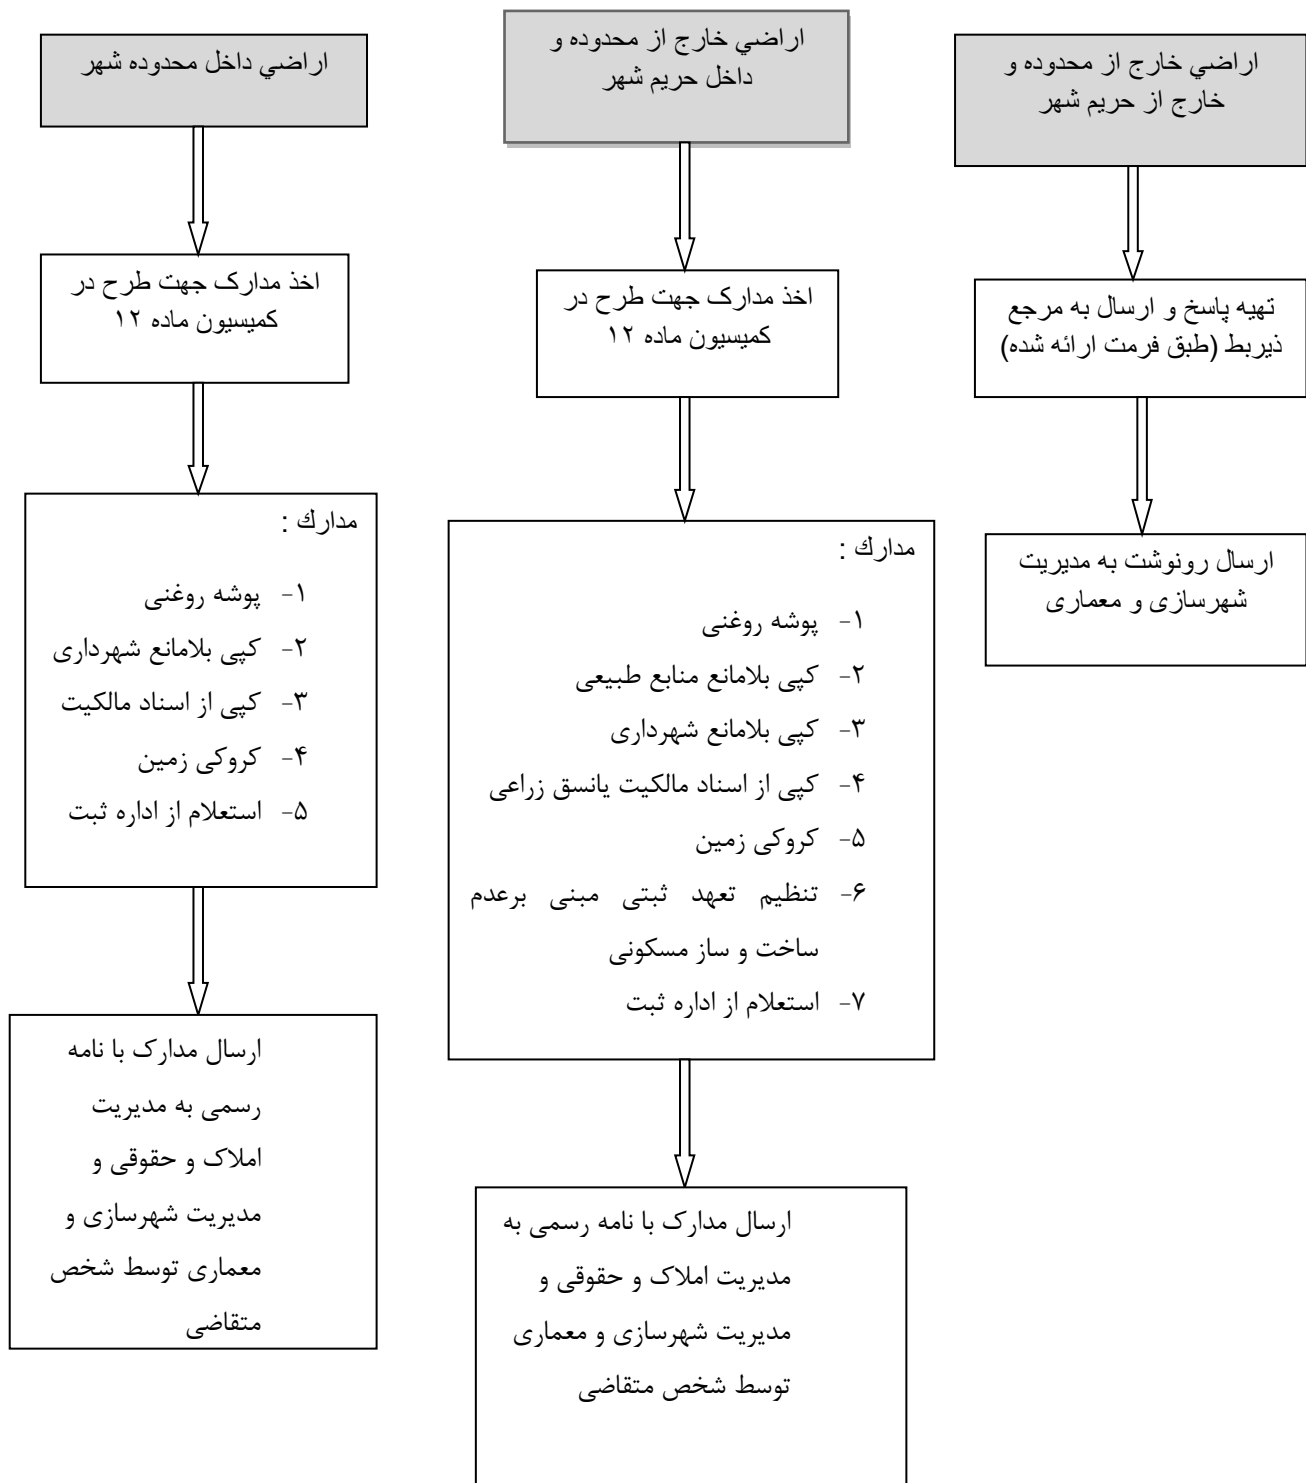 اراضي خارج از محدوده و
خارج از حريم شهر
تهیه پاسخ و ارسال به مرجع
ذیربط (طبق فرمت ارائه شده)
ارسال رونوشت به مدیریت
شهرسازی و معماری
اراضي خارج از محدوده و
داخل حريم شهر
اخذ مدارک جهت طرح در
کمیسیون ماده ۱۲
مدارك :
۱- پوشه روغنی
۲- کپی بلامانع منابع طبیعی
۳- کپی بلامانع شهرداری
۴- کپی از اسناد مالکیت یانسق زراعی
۵- کروکی زمین
۶- تنظیم تعهد ثبتی مبنی برعدم
ساخت و ساز مسکونی
۷- استعلام از اداره ثبت
ارسال مدارک با نامه رسمی به
مدیریت املاک و حقوقی و
مدیریت شهرسازی و معماری
توسط شخص متقاضی
اراضي داخل محدوده شهر
اخذ مدارک جهت طرح در
کمیسیون ماده ۱۲
مدارك :
۱- پوشه روغنی
۲- کپی بلامانع شهرداری
۳- کپی از اسناد مالکیت
۴- کروکی زمین
۵- استعلام از اداره ثبت
ارسال مدارک با نامه
رسمی به مدیریت
املاک و حقوقی و
مدیریت شهرسازی و
معماری توسط شخص
متقاضی